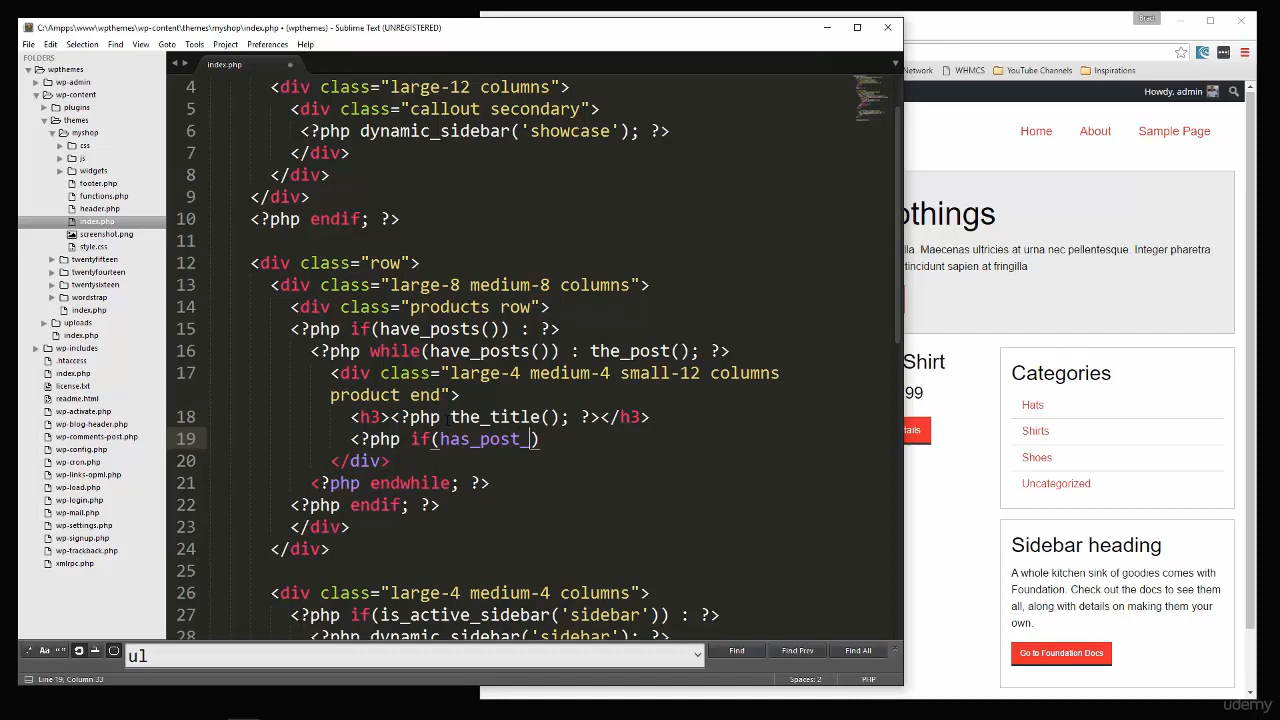 C:\Ampps\www\wpthemes\wp-content\themes\myshop\index.php • (wpthemes) - Sublime Text (UNREGISTERED)
File Edit Selection Find View Goto Tools Project Preferences Help
FOLDERS
wpthemes
wp-admin
wp-content
plugins
themes
myshop
css
js
widgets
footer.php
functions.php
header.php
index.php
screenshot.png
style.css
twentyfifteen
twentyfourteen
twentysixteen
wordstrap
index.php
uploads
index.php
wp-includes
.htaccess
index.php
license.txt
readme.html
wp-activate.php
wp-blog-header.php
wp-comments-post.php
wp-config.php
wp-cron.php
wp-links-opml.php
wp-load.php
wp-login.php
wp-mail.php
wp-settings.php
wp-signup.php
wp-trackback.php
xmlrpc.php
index.php
4 <div class="large-12 columns">
5 <div class="callout secondary">
6 <?php dynamic_sidebar('showcase'); ?>
7 </div>
8 </div>
9 </div>
10 <?php endif; ?>
11
12 <div class="row">
13 <div class="large-8 medium-8 columns">
14 <div class="products row">
15 <?php if(have_posts()) : ?>
16 <?php while(have_posts()) : the_post(); ?>
17 <div class="large-4 medium-4 small-12 columns
product end">
18 <h3><?php the_title(); ?></h3>
19 <?php if(has_post_)
20 </div>
21 <?php endwhile; ?>
22 <?php endif; ?>
23 </div>
24 </div>
25
26 <div class="large-4 medium-4 columns">
27 <?php if(is_active_sidebar('sidebar')) : ?>
28 <?php dynamic_sidebar('sidebar'); ?>
ul
Find Find Prev Find All
Line 19, Column 33 Spaces: 2 PHP
Brad
Network WHMCS YouTube Channels Inspirations
Howdy, admin
Home About Sample Page
othings
lla. Maecenas ultricies at urna nec pellentesque. Integer pharetra
tincidunt sapien at fringilla
Shirt
99
ails
Categories
Hats
Shirts
Shoes
Uncategorized
Sidebar heading
A whole kitchen sink of goodies comes with
Foundation. Check out the docs to see them
all, along with details on making them your
own.
Go to Foundation Docs
udemy